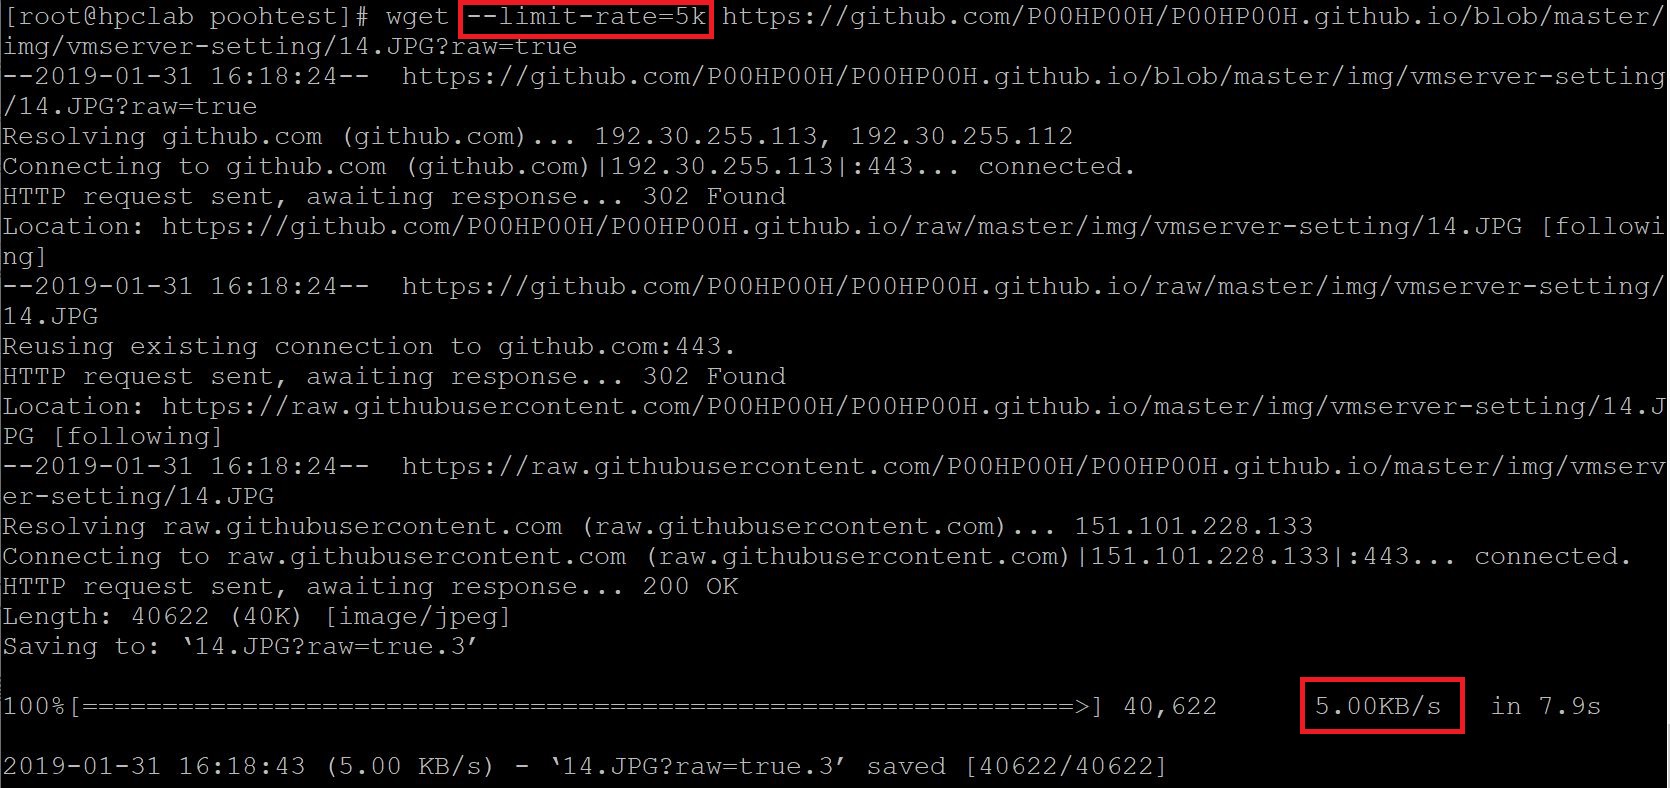 [root@hpclab poohtest]# wget --limit-rate=5k https://github.com/P00HP00H/P00HP00H.github.io/blob/master/
img/vmserver-setting/14.JPG?raw=true
--2019-01-31 16:18:24--  https://github.com/P00HP00H/P00HP00H.github.io/blob/master/img/vmserver-setting
/14.JPG?raw=true
Resolving github.com (github.com)... 192.30.255.113, 192.30.255.112
Connecting to github.com (github.com)|192.30.255.113|:443... connected.
HTTP request sent, awaiting response... 302 Found
Location: https://github.com/P00HP00H/P00HP00H.github.io/raw/master/img/vmserver-setting/14.JPG [followi
ng]
--2019-01-31 16:18:24--  https://github.com/P00HP00H/P00HP00H.github.io/raw/master/img/vmserver-setting/
14.JPG
Reusing existing connection to github.com:443.
HTTP request sent, awaiting response... 302 Found
Location: https://raw.githubusercontent.com/P00HP00H/P00HP00H.github.io/master/img/vmserver-setting/14.J
PG [following]
--2019-01-31 16:18:24--  https://raw.githubusercontent.com/P00HP00H/P00HP00H.github.io/master/img/vmserv
er-setting/14.JPG
Resolving raw.githubusercontent.com (raw.githubusercontent.com)... 151.101.228.133
Connecting to raw.githubusercontent.com (raw.githubusercontent.com)|151.101.228.133|:443... connected.
HTTP request sent, awaiting response... 200 OK
Length: 40622 (40K) [image/jpeg]
Saving to: ‘14.JPG?raw=true.3’
100%[==============================================================>] 40,622      5.00KB/s   in 7.9s
2019-01-31 16:18:43 (5.00 KB/s) - ‘14.JPG?raw=true.3’ saved [40622/40622]